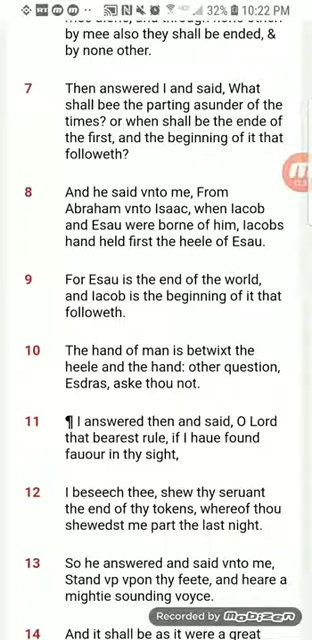 32% 10:22 PM
by mee also they shall be ended, &
by none other.
7 Then answered I and said, What
shall bee the parting asunder of the
times? or when shall be the ende of
the first, and the beginning of it that
followeth?
8 And he said vnto me, From
Abraham vnto Isaac, when Iacob
and Esau were borne of him, Iacobs
hand held first the heele of Esau.
9 For Esau is the end of the world,
and Iacob is the beginning of it that
followeth.
10 The hand of man is betwixt the
heele and the hand: other question,
Esdras, aske thou not.
11 ¶ I answered then and said, O Lord
that bearest rule, if I haue found
fauour in thy sight,
12 I beseech thee, shew thy seruant
the end of thy tokens, whereof thou
shewedst me part the last night.
13 So he answered and said vnto me,
Stand vp vpon thy feete, and heare a
mightie sounding voyce.
Recorded by Mobizen
14 And it shall be as it were a great